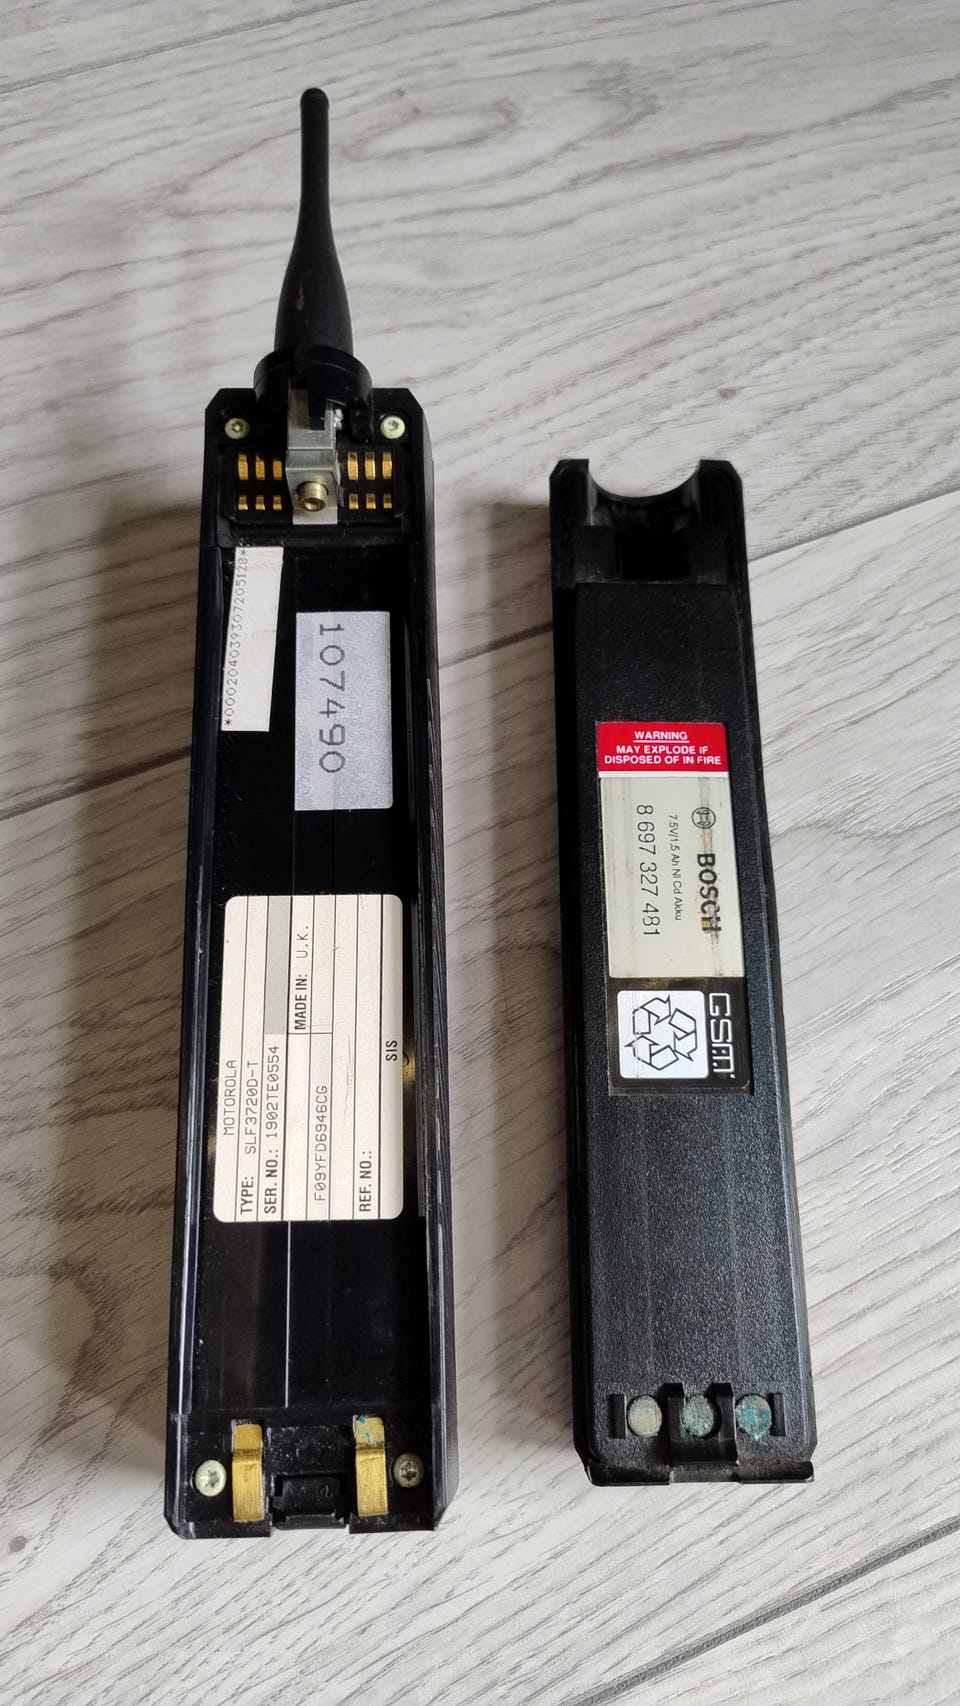 *000204039307205128*
107490
MOTOROLA
TYPE: SLF3720D-T
SER. NO.: 1902TE0554
MADE IN: U.K.
F09YFD6946CG
REF. NO.:
SIS
WARNING
MAY EXPLODE IF
DISPOSED OF IN FIRE
BOSCH
7.5V/1.5 Ah Ni Cd Akku
8 697 327 481
GSM